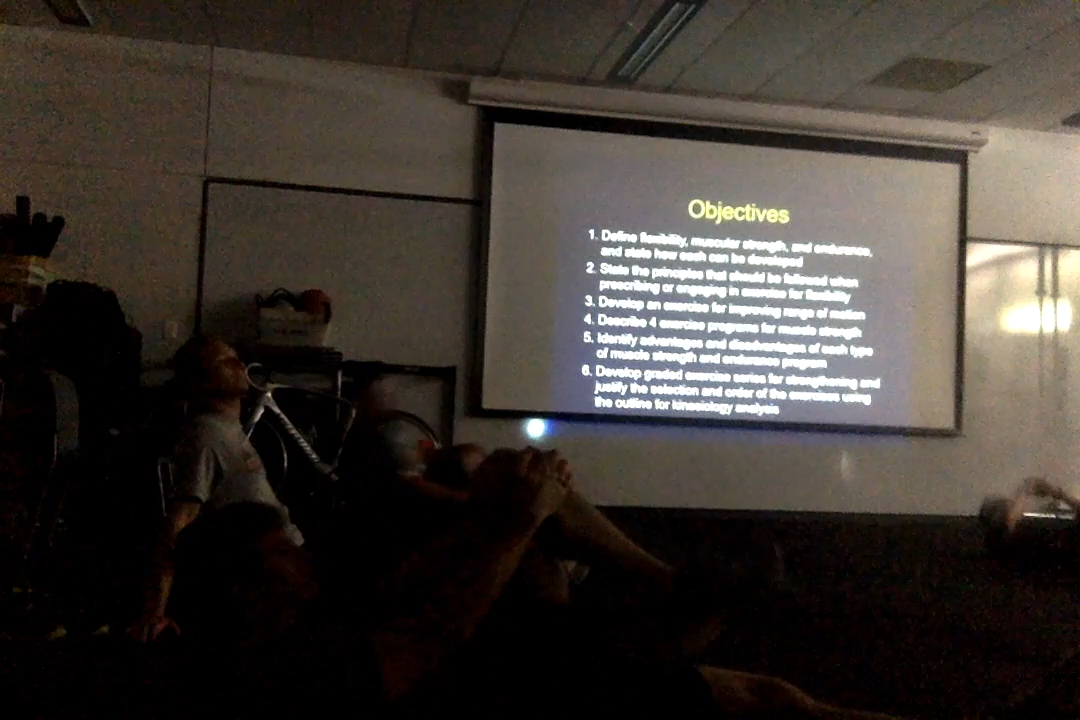 Objectives
1. Define flexibility, muscular strength, and endurance,
and state how each can be developed
2. State the principles that should be followed when
prescribing or engaging in exercise for flexibility
3. Develop an exercise for improving range of motion
4. Describe 4 exercise programs for muscle strength
5. Identify advantages and disadvantages of each type
of muscle strength and endurance program
6. Develop graded exercise series for strengthening and
justify the selection and order of the exercises using
the outline for kinesiology analysis